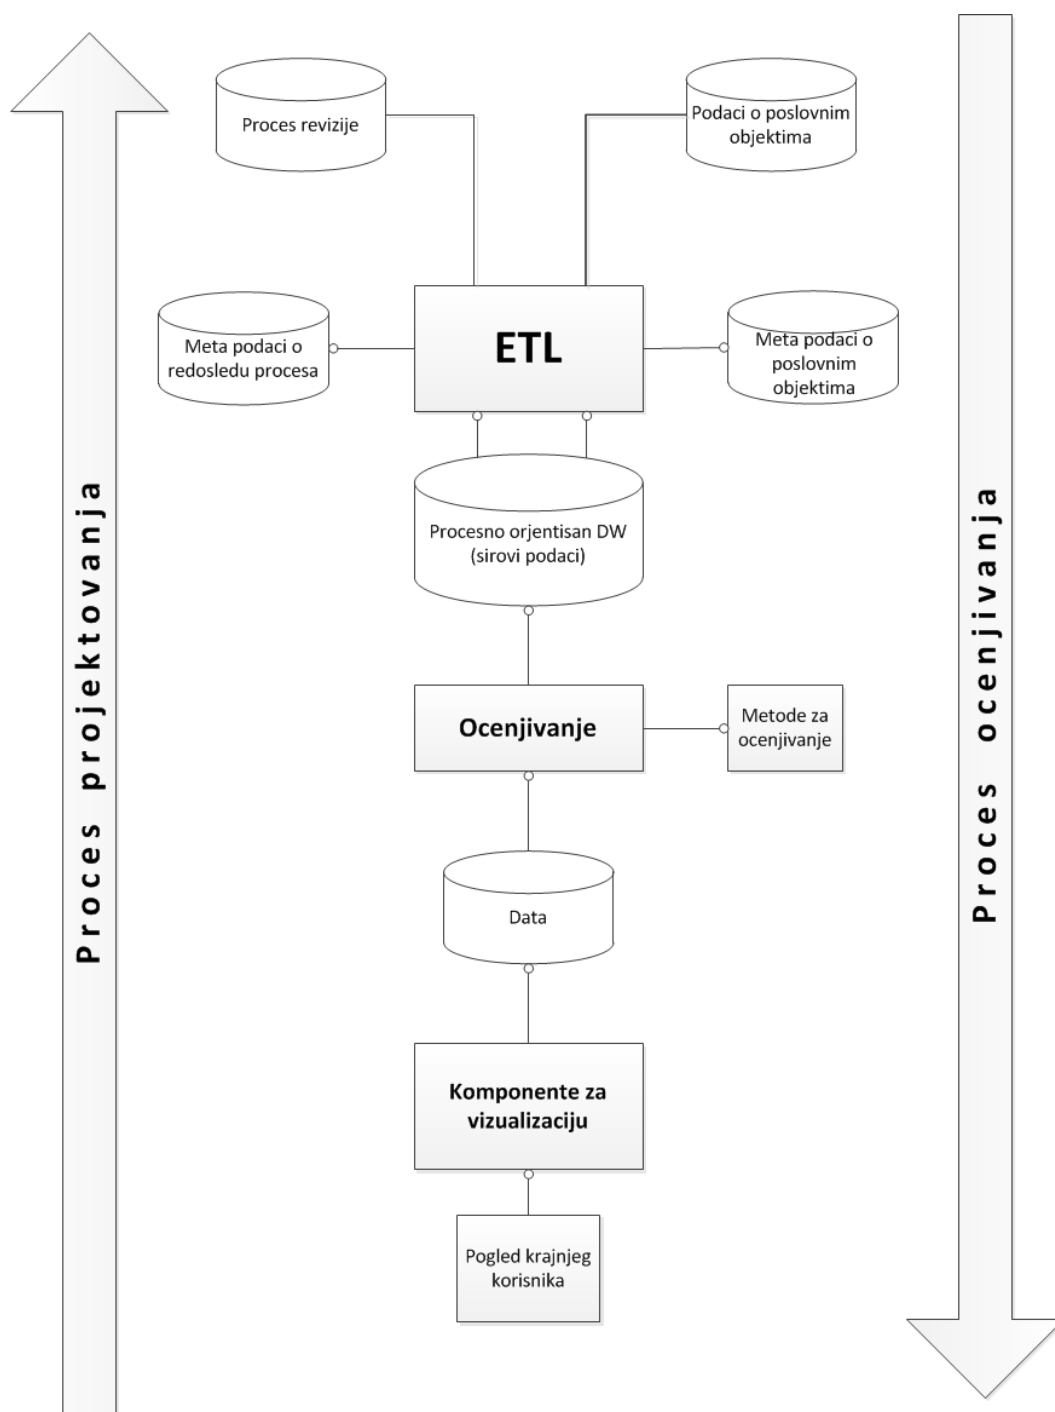 Proces revizije
Podaci o poslovnim
objektima
ETL
Meta podaci o
redosledu procesa
Meta podaci o
poslovnim
objektima
Procesno orjentisan DW
(sirovi podaci)
Ocenjivanje
Metode za
ocenjivanje
Data
Komponente za
vizualizaciju
Pogled krajnjeg
korisnika
Proces projektovanja
Proces ocenjivanja